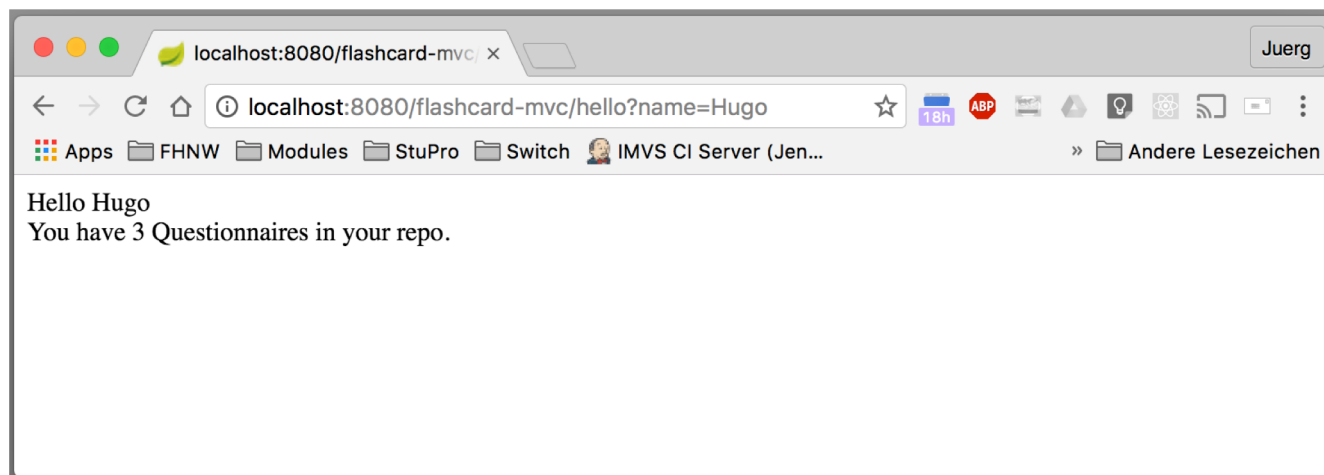 localhost:8080/flashcard-mvc/
Juerg
localhost:8080/flashcard-mvc/hello?name=Hugo
18h
ABP
Apps FHNW Modules StuPro Switch IMVS CI Server (Jen... » Andere Lesezeichen
Hello Hugo
You have 3 Questionnaires in your repo.